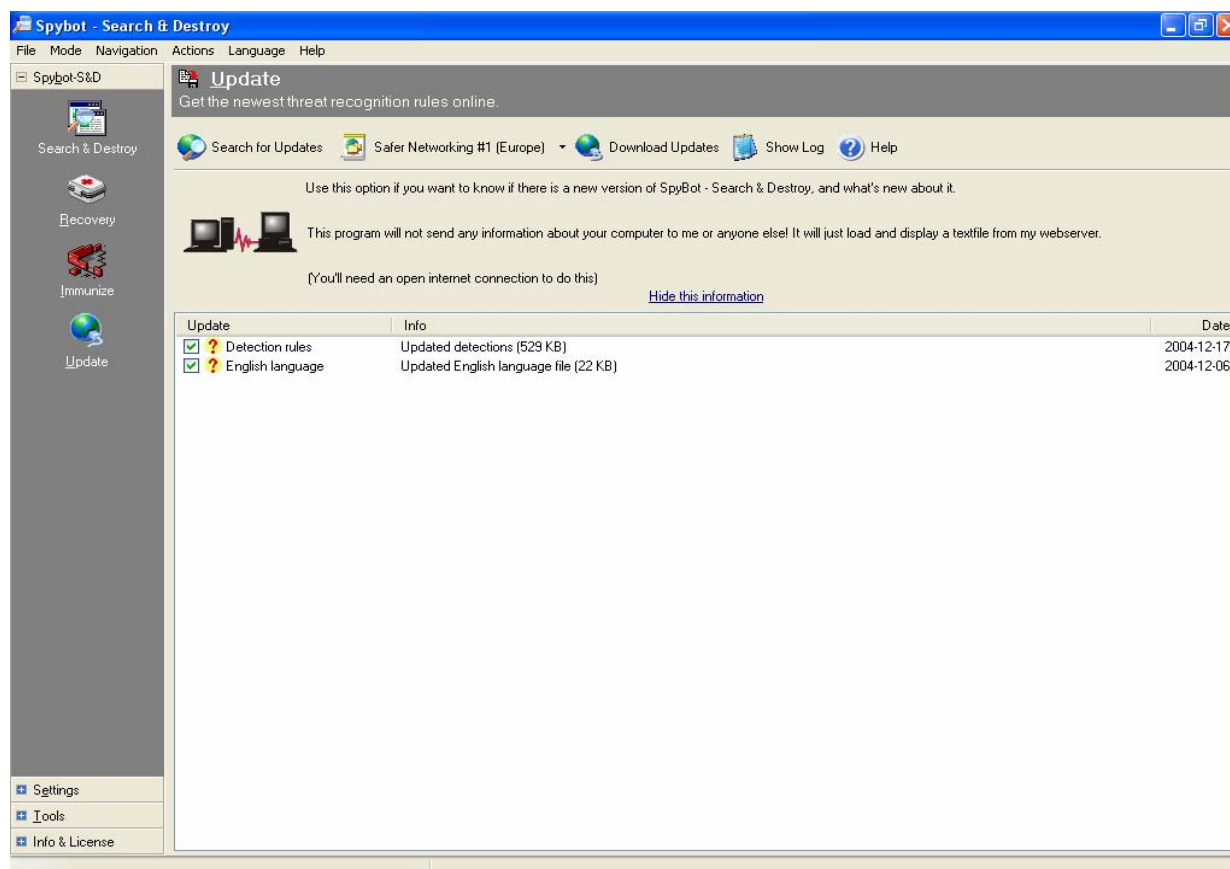 Spybot - Search & Destroy
File Mode Navigation Actions Language Help
Spybot-S&D
Search & Destroy
Recovery
Immunize
Update
Settings
Tools
Info & License
Update
Get the newest threat recognition rules online.
Search for Updates Safer Networking #1 (Europe) Download Updates Show Log Help
Use this option if you want to know if there is a new version of SpyBot - Search & Destroy, and what's new about it.
This program will not send any information about your computer to me or anyone else! It will just load and display a textfile from my webserver.
(You'll need an open internet connection to do this)
Hide this information
Update Info Date
? Detection rules Updated detections (529 KB) 2004-12-17
? English language Updated English language file (22 KB) 2004-12-06